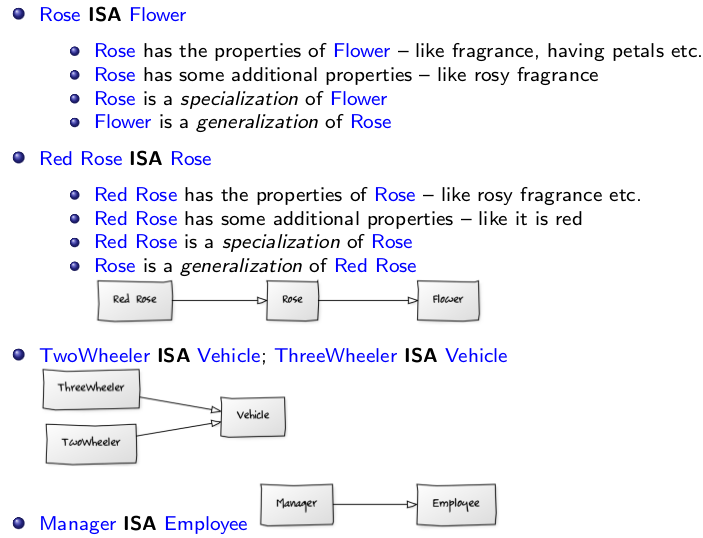 Rose ISA Flower
Rose has the properties of Flower – like fragrance, having petals etc.
Rose has some additional properties – like rosy fragrance
Rose is a specialization of Flower
Flower is a generalization of Rose
Red Rose ISA Rose
Red Rose has the properties of Rose – like rosy fragrance etc.
Red Rose has some additional properties – like it is red
Red Rose is a specialization of Rose
Rose is a generalization of Red Rose
Red Rose Rose Flower
TwoWheeler ISA Vehicle; ThreeWheeler ISA Vehicle
ThreeWheeler
Vehicle
TwoWheeler
Manager Employee
Manager ISA Employee